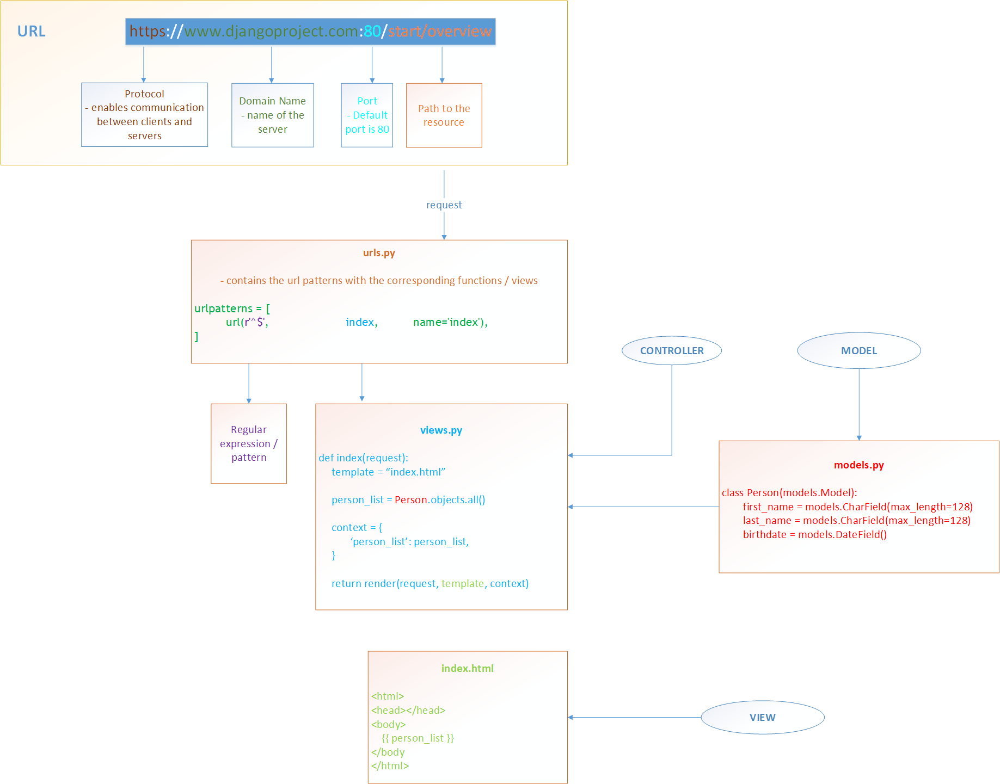 URL
https://www.djangoproject.com:80/start/overview
Protocol
- enables communication
between clients and
servers
Domain Name
- name of the
server
Port
- Default
port is 80
Path to the
resource
request
urls.py
- contains the url patterns with the corresponding functions / views
urlpatterns = [
url(r'^$', index, name='index'),
]
CONTROLLER
MODEL
Regular
expression /
pattern
views.py
def index(request):
template = “index.html”
person_list = Person.objects.all()
context = {
‘person_list’: person_list,
}
return render(request, template, context)
models.py
class Person(models.Model):
first_name = models.CharField(max_length=128)
last_name = models.CharField(max_length=128)
birthdate = models.DateField()
index.html
<html>
<head></head>
<body>
{{ person_list }}
</body
</html>
VIEW